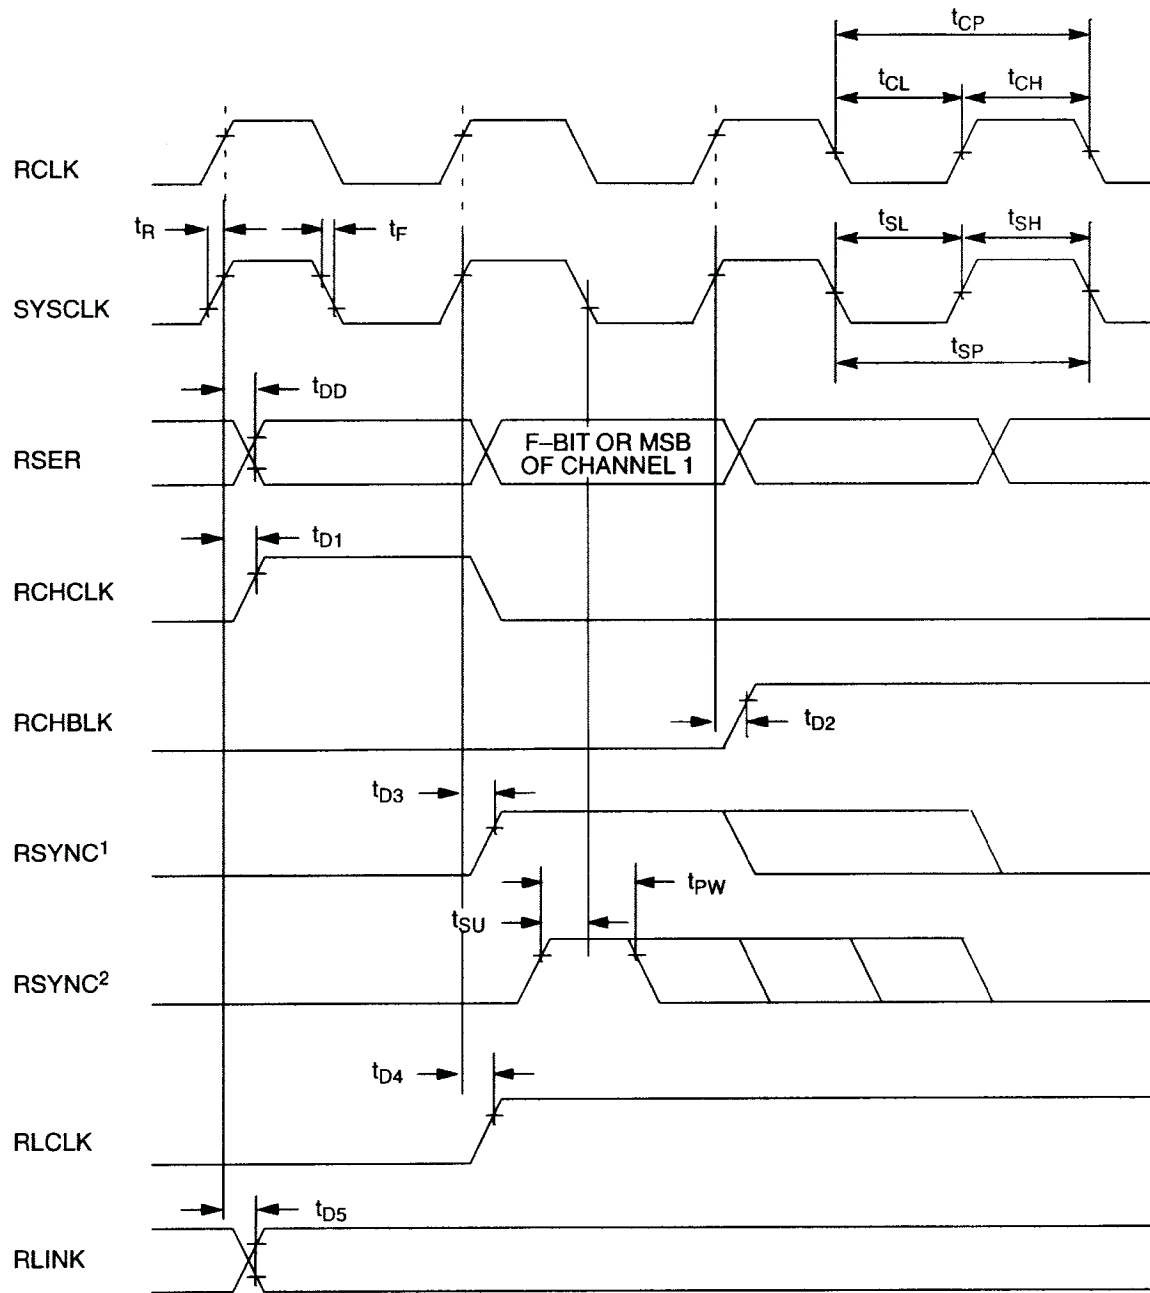 tCP
tCL tCH
RCLK
tR tF tSL tSH
SYSCLK
tSP
tDD
RSER F–BIT OR MSB
OF CHANNEL 1
tD1
RCHCLK
RCHBLK tD2
tD3
RSYNC1
tPW
tSU
RSYNC2
tD4
RLCLK
tD5
RLINK